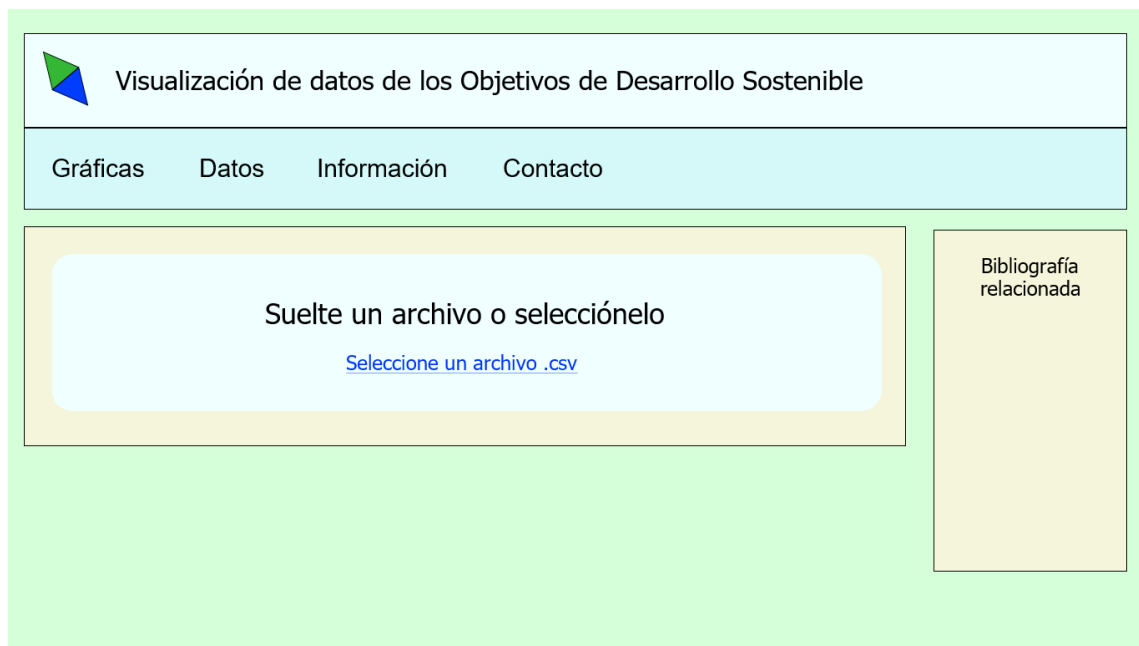 Visualización de datos de los Objetivos de Desarrollo Sostenible
Gráficas Datos Información Contacto
Suelte un archivo o selecciónelo
Seleccione un archivo .csv
Bibliografía
relacionada